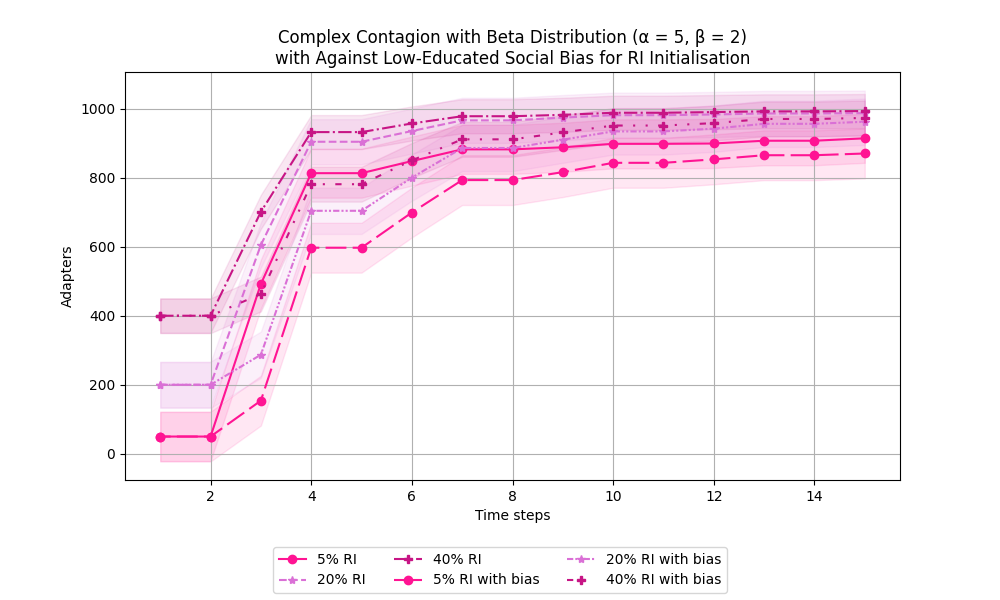 Complex Contagion with Beta Distribution (α = 5, β = 2)
with Against Low-Educated Social Bias for RI Initialisation
1000
800
600
400
200
0
Adapters
2 4 6 8 10 12 14
Time steps
5% RI 40% RI 20% RI with bias
20% RI 5% RI with bias 40% RI with bias